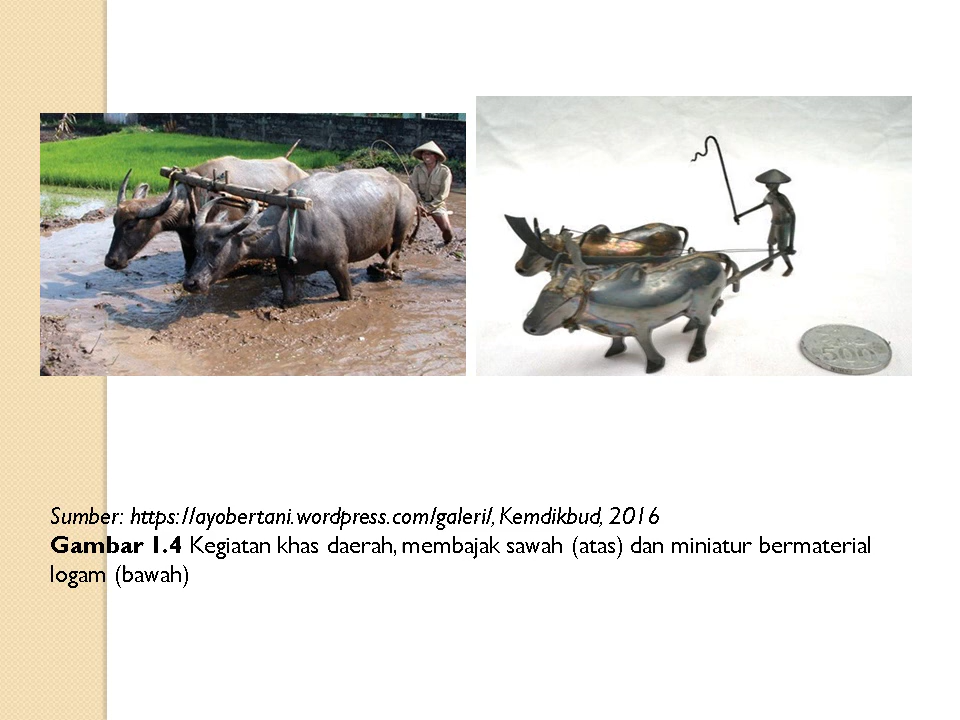 500
Sumber: https://ayobertani.wordpress.com/galeri/, Kemdikbud, 2016
Gambar 1.4 Kegiatan khas daerah, membajak sawah (atas) dan miniatur bermaterial
logam (bawah)